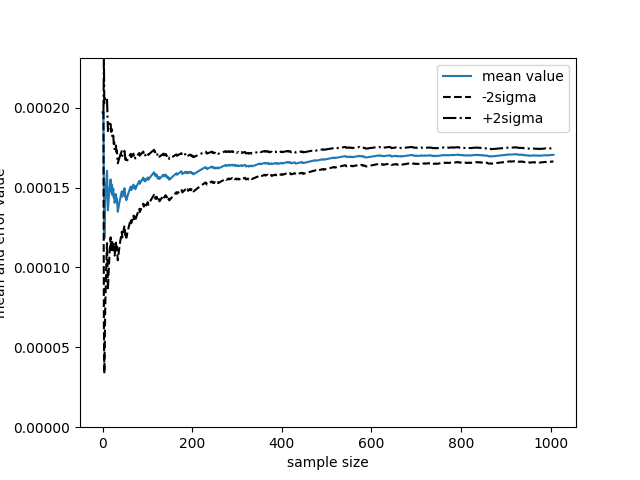 mean value
-2sigma
+2sigma
0.00020
0.00015
0.00010
0.00005
0.00000
mean and error value
0 200 400 600 800 1000
sample size